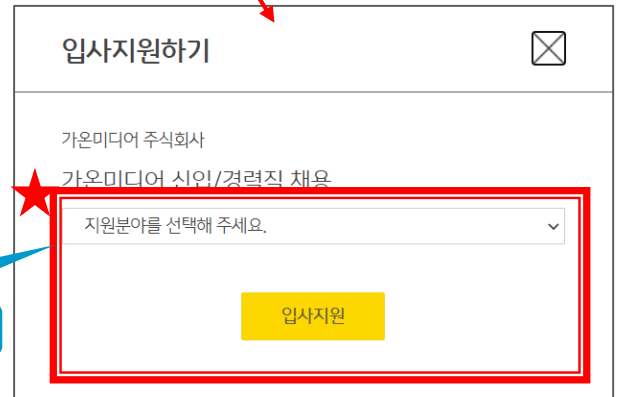 입사지원하기
가온미디어 주식회사
가온미디어 신입/경력직 채용
지원분야를 선택해 주세요.
입사지원